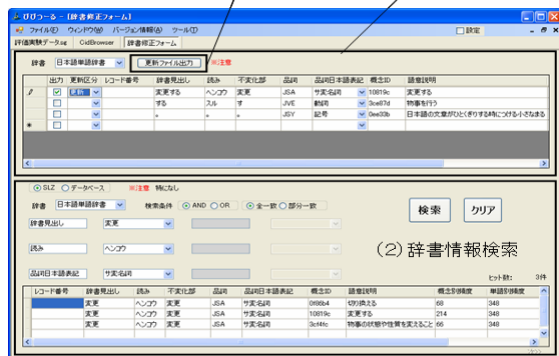 びびつ〜る - [辞書修正フォーム]
ファイル(F) ウィンドウ(W) バージョン情報(A) ツール(T) 設定
評価実験データ.sg CidBrowser 辞書修正フォーム
辞書 日本語単語辞書 更新ファイル出力 ※注意
出力 更新区分 レコード番号 辞書見出し 読み 不変化部 品詞 品詞日本語表記 概念ID 語意説明
更新 変更する ヘンコウ 変更 JSA サ変名詞 10819c 変更する
する スル す JVE 動詞 3ce87d 物事を行う
。 。 。 JSY 記号 0ee33b 日本語の文章がひとくぎりする時につける小さなまる
SLZ データベース ※注意 特になし
辞書 日本語単語辞書 検索条件 AND OR 全一致 部分一致
検索 クリア
辞書見出し 変更
読み ヘンコウ
(2)辞書情報検索
品詞日本語表記 サ変名詞
ヒット数: 3件
レコード番号 辞書見出し 読み 不変化部 品詞 品詞日本語表記 概念ID 語意説明 概念別頻度 単語別頻度
変更 ヘンコウ 変更 JSA サ変名詞 0f86b4 切り換える 68 348
変更 ヘンコウ 変更 JSA サ変名詞 10819c 変更する 214 348
変更 ヘンコウ 変更 JSA サ変名詞 3cf4fc 物事の状態や性質を変えること 66 348